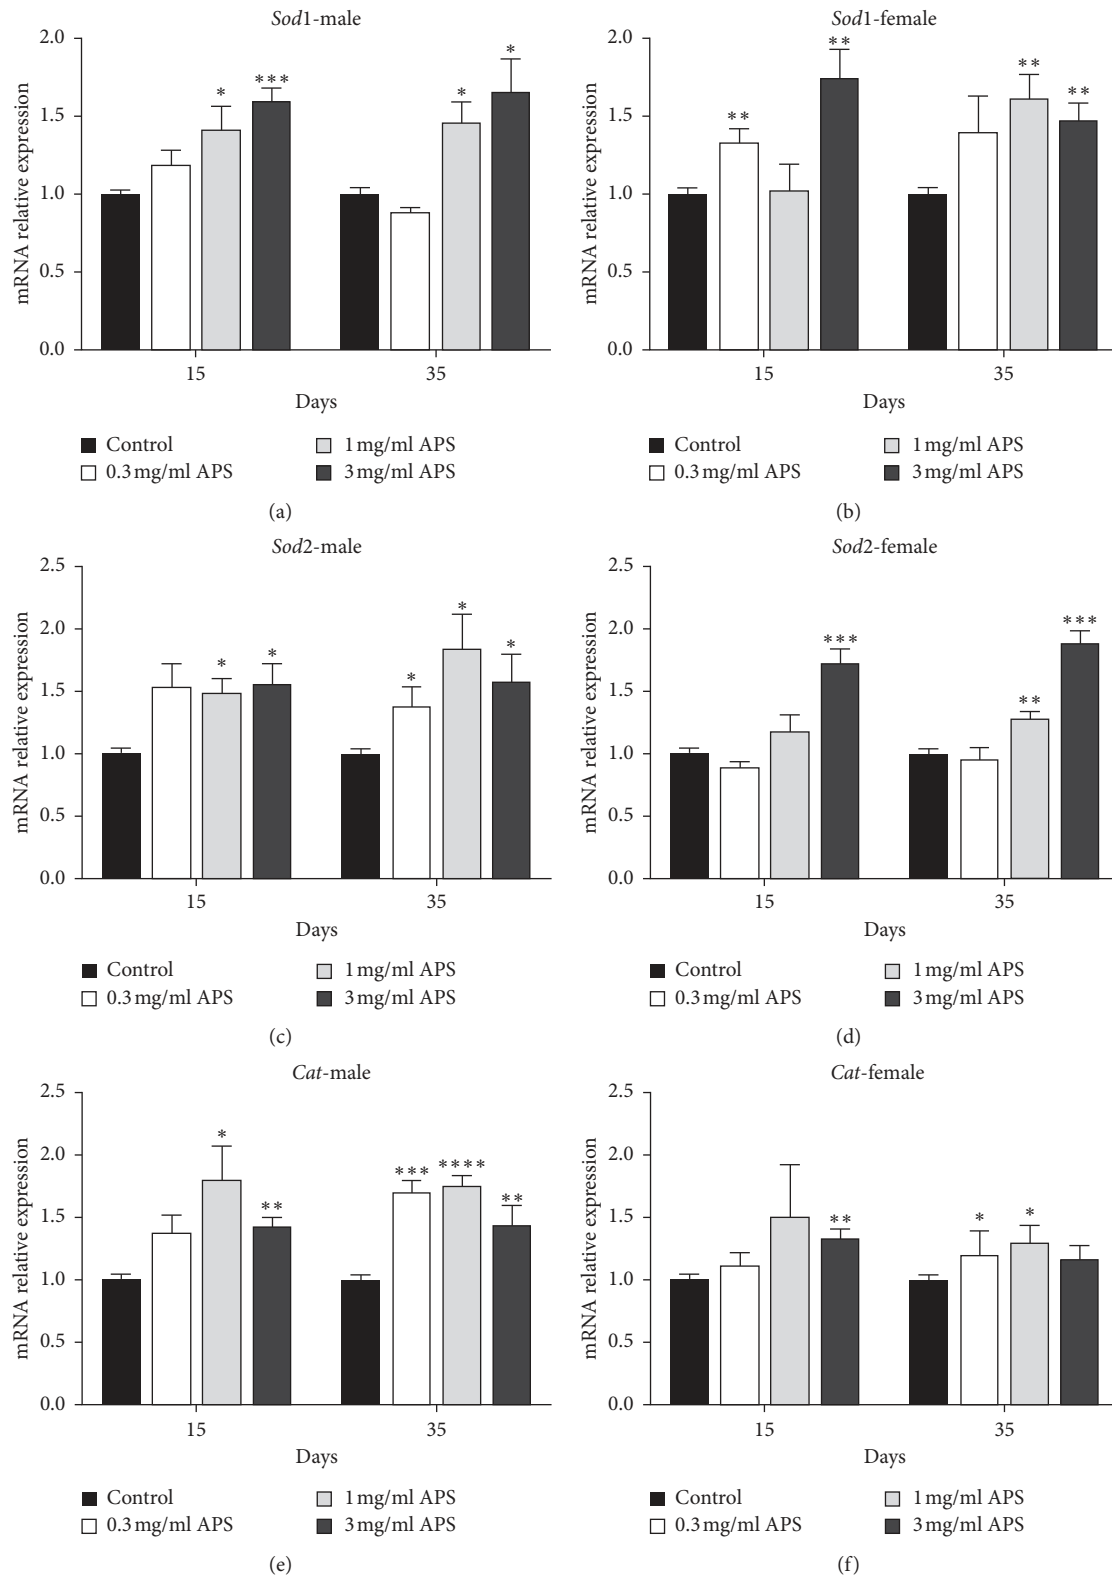 Sod1-male
mRNA relative expression
2.0
1.5
1.0
0.5
0.0
* *** * *
15 35
Days
Control 1 mg/ml APS
0.3 mg/ml APS 3 mg/ml APS
(a)
Sod1-female
mRNA relative expression
2.0
1.5
1.0
0.5
0.0
** ** ** **
15 35
Days
Control 1 mg/ml APS
0.3 mg/ml APS 3 mg/ml APS
(b)
Sod2-male
mRNA relative expression
2.5
2.0
1.5
1.0
0.5
0.0
* * * * *
15 35
Days
Control 1 mg/ml APS
0.3 mg/ml APS 3 mg/ml APS
(c)
Sod2-female
mRNA relative expression
2.5
2.0
1.5
1.0
0.5
0.0
*** ** ***
15 35
Days
Control 1 mg/ml APS
0.3 mg/ml APS 3 mg/ml APS
(d)
Cat-male
mRNA relative expression
2.5
2.0
1.5
1.0
0.5
0.0
* ** *** **** **
15 35
Days
Control 1 mg/ml APS
0.3 mg/ml APS 3 mg/ml APS
(e)
Cat-female
mRNA relative expression
2.5
2.0
1.5
1.0
0.5
0.0
** * *
15 35
Days
Control 1 mg/ml APS
0.3 mg/ml APS 3 mg/ml APS
(f)